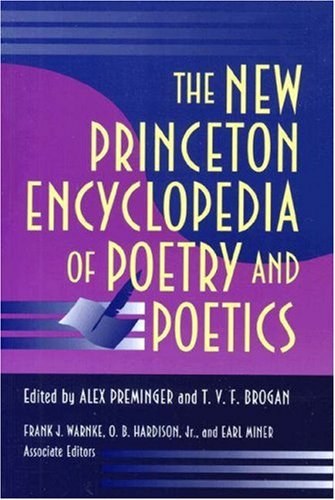 THE NEW
PRINCETON
ENCYCLOPEDIA
OF POETRY AND
POETICS
Edited by ALEX PREMINGER and T. V. F. BROGAN
FRANK J. WARNKE, O. B. HARDISON, Jr., and EARL MINER
Associate Editors